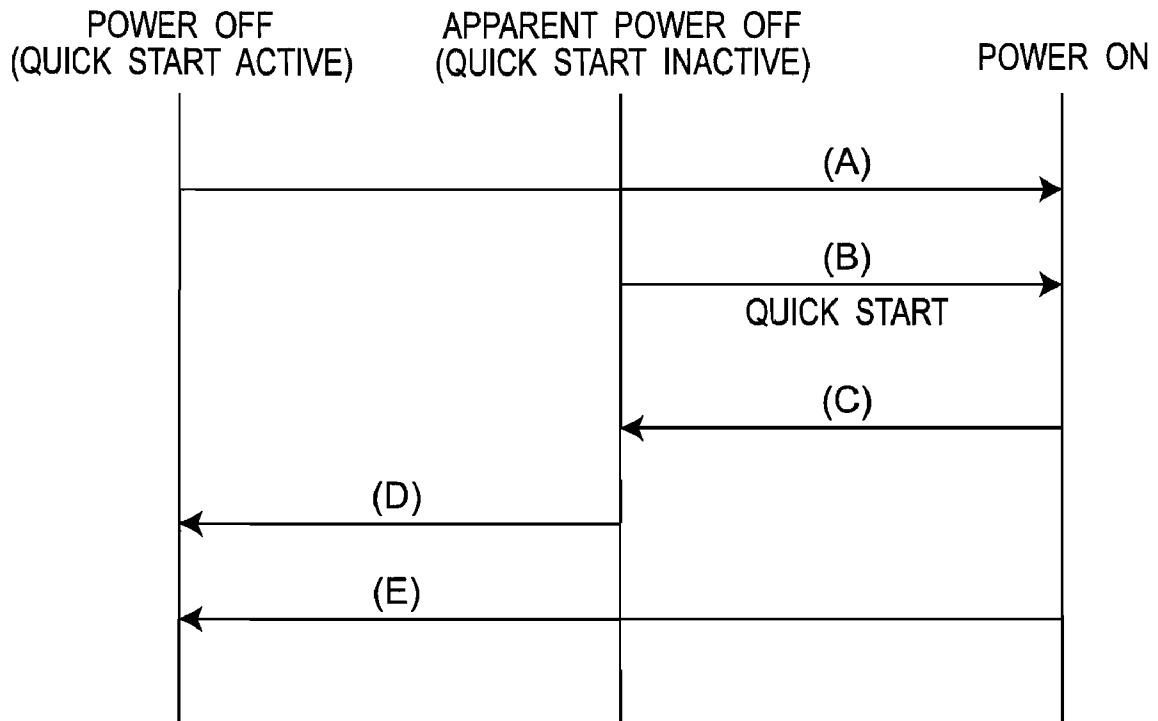 POWER OFF
(QUICK START ACTIVE)
APPARENT POWER OFF
(QUICK START INACTIVE)
POWER ON
(A)
(B)
QUICK START
(C)
(D)
(E)